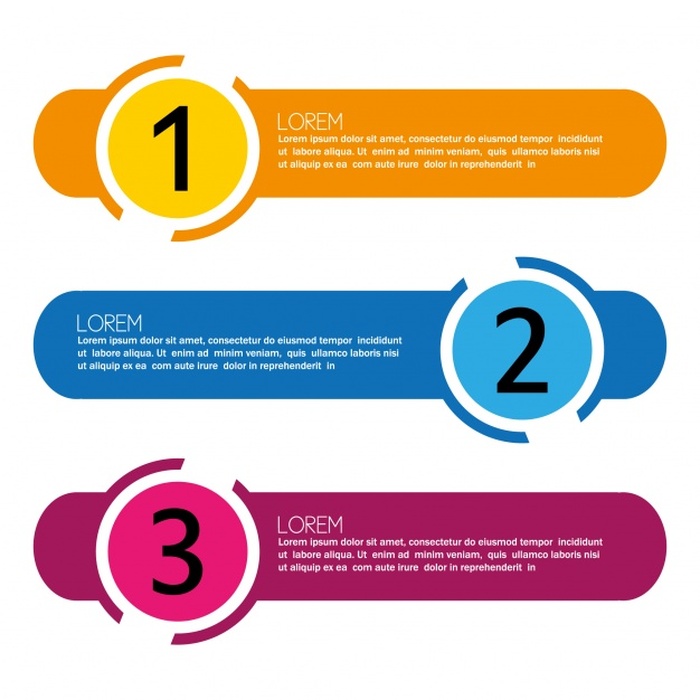 1
LOREM
Lorem ipsum dolor sit amet, consectetur do eiusmod tempor incididunt
ut labore aliqua. Ut enim ad minim veniam, quis ullamco laboris nisi
ut aliquip ex ea com aute irure dolor in reprehenderit in
LOREM
Lorem ipsum dolor sit amet, consectetur do eiusmod tempor incididunt
ut labore aliqua. Ut enim ad minim veniam, quis ullamco laboris nisi
ut aliquip ex ea com aute irure dolor in reprehenderit in
2
3
LOREM
Lorem ipsum dolor sit amet, consectetur do eiusmod tempor incididunt
ut labore aliqua. Ut enim ad minim veniam, quis ullamco laboris nisi
ut aliquip ex ea com aute irure dolor in reprehenderit in